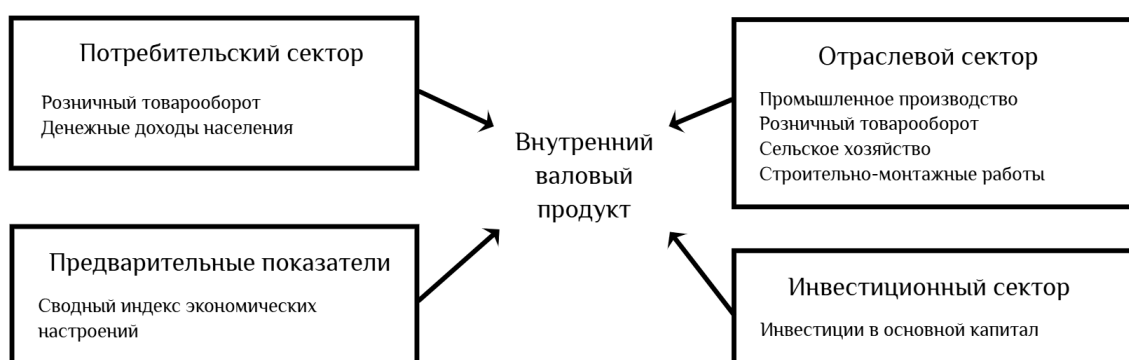 Потребительский сектор
Розничный товарооборот
Денежные доходы населения
Отраслевой сектор
Промышленное производство
Розничный товарооборот
Сельское хозяйство
Строительно-монтажные работы
Внутренний
валовый
продукт
Предварительные показатели
Сводный индекс экономических
настроений
Инвестиционный сектор
Инвестиции в основной капитал